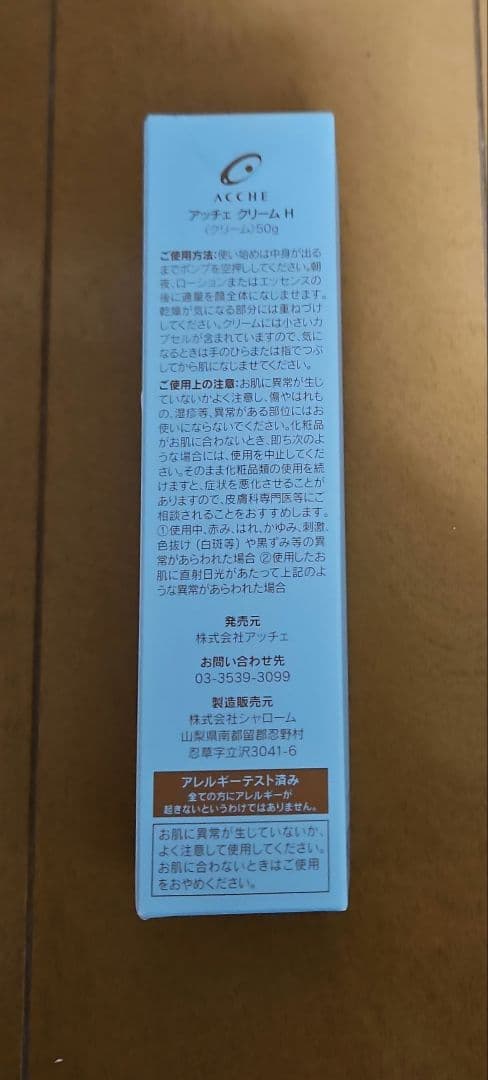 ACCHE
アッチェ クリーム H
(クリーム)50g
ご使用方法:使い始めは中身が出る
までポンプを空押ししてください。朝
夜、ローションまたはエッセンスの
後に適量を顔全体になじませます。
乾燥が気になる部分には重ねづけ
してください。クリームには小さいカ
プセルが含まれていますので、気に
なるときは手のひらまたは指でつぶ
してから肌になじませてください。
ご使用上の注意:お肌に異常が生じ
ていないかよく注意し、傷やはれも
の、湿疹等、異常がある部位にはお
使いにならないでください。化粧品
がお肌に合わないとき、即ち次のよ
うな場合には、使用を中止してくだ
さい。そのまま化粧品類の使用を続
けますと、症状を悪化させることが
ありますので、皮膚科専門医等にご
相談されることをおすすめします。
①使用中、赤み、はれ、かゆみ、刺激、
色抜け (白斑等) や黒ずみ等の異
常があらわれた場合 ②使用したお
肌に直射日光があたって上記のよ
うな異常があらわれた場合
発売元
株式会社アッチェ
お問い合わせ先
03-3539-3099
製造販売元
株式会社シャローム
山梨県南都留郡忍野村
忍草字立沢3041-6
アレルギーテスト済み
全ての方にアレルギーが
起きないというわけではありません。
お肌に異常が生じていないか、
よく注意して使用してください。
お肌に合わないときはご使用
をおやめください。